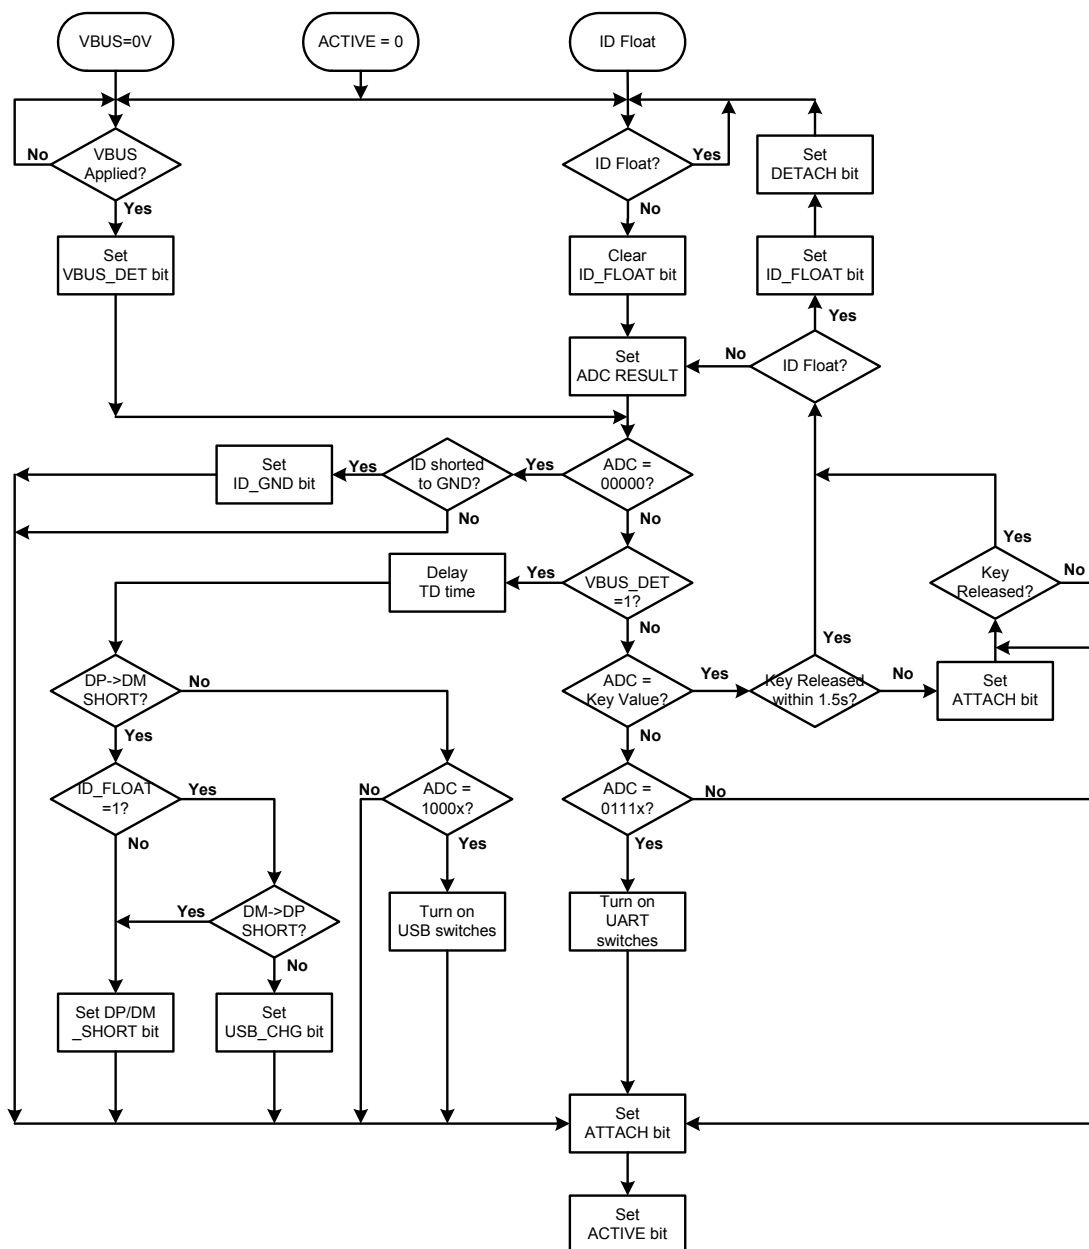 VBUS=0V
ACTIVE = 0
ID Float
No
VBUS
Applied?
Yes
ID Float?
Yes
No
Set
DETACH bit
Set
VBUS_DET bit
Clear
ID_FLOAT bit
Set
ID_FLOAT bit
Yes
Set
ADC RESULT
No
ID Float?
Set
ID_GND bit
Yes
ID shorted
to GND?
No
Yes
ADC =
00000?
No
Delay
TD time
Yes
VBUS_DET
=1?
No
Yes
Key
Released?
No
DP->DM
SHORT?
No
Yes
ADC =
Key Value?
Yes
No
Yes
Key Released
within 1.5s?
No
Set
ATTACH bit
ID_FLOAT
=1?
Yes
No
No
ADC =
1000x?
Yes
ADC =
0111x?
No
Yes
Yes
DM->DP
SHORT?
No
Turn on
USB switches
Turn on
UART
switches
Set DP/DM
_SHORT bit
Set
USB_CHG bit
Set
ATTACH bit
Set
ACTIVE bit